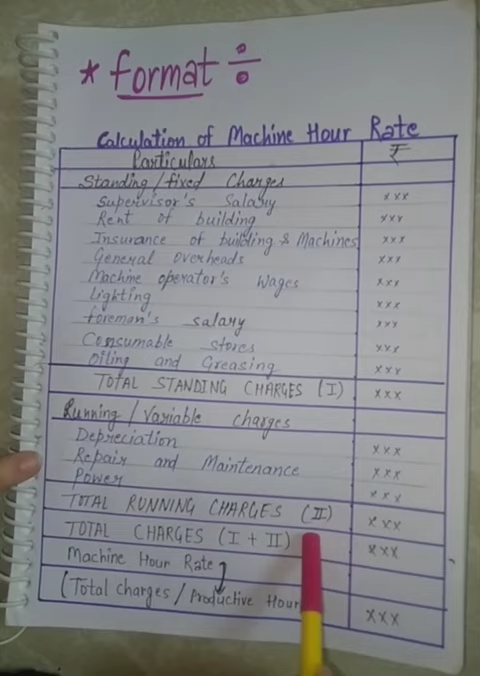 * format ÷
Calculation of Machine Hour Rate
Particulars ₹
Standing/fixed Charges
Supervisor's Salary xxx
Rent of building xxx
Insurance of building & Machines xxx
General Overheads xxx
Machine operator's Wages xxx
lighting xxx
foremen's salary xxx
Consumable stores xxx
Oiling and Greasing xxx
TOTAL STANDING CHARGES (I) xxx
Running / Variable charges
Depreciation xxx
Repair and Maintenance xxx
Power xxx
TOTAL RUNNING CHARGES (II) xxx
TOTAL CHARGES (I + II) xxx
Machine Hour Rate
(Total charges / Productive Hour xxx